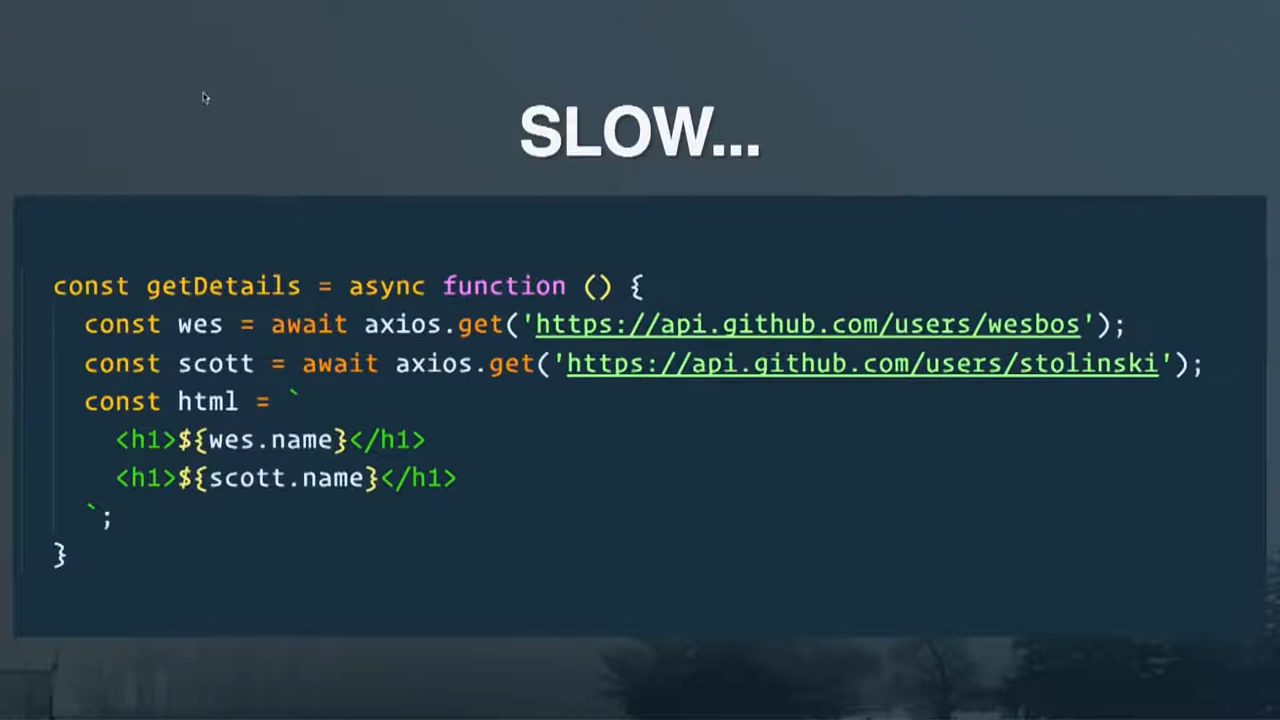 SLOW...
const getDetails = async function () {
const wes = await axios.get('https://api.github.com/users/wesbos');
const scott = await axios.get('https://api.github.com/users/stolinski');
const html = `
<h1>${wes.name}</h1>
<h1>${scott.name}</h1>
`;
}